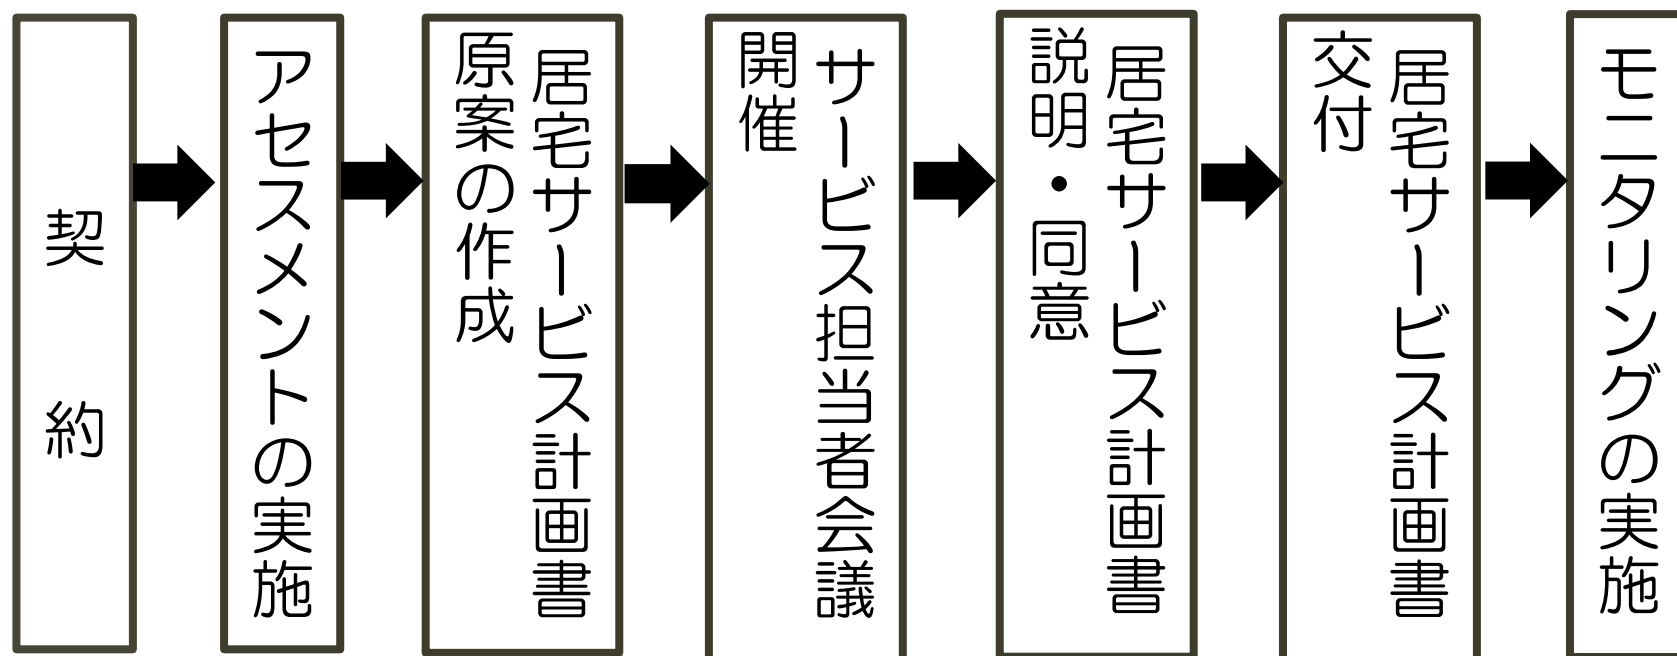 契約
アセスメントの実施
居宅サービス計画書
原案の作成
サービス担当者会議
開催
居宅サービス計画書
説明・同意
居宅サービス計画書
交付
モニタリングの実施